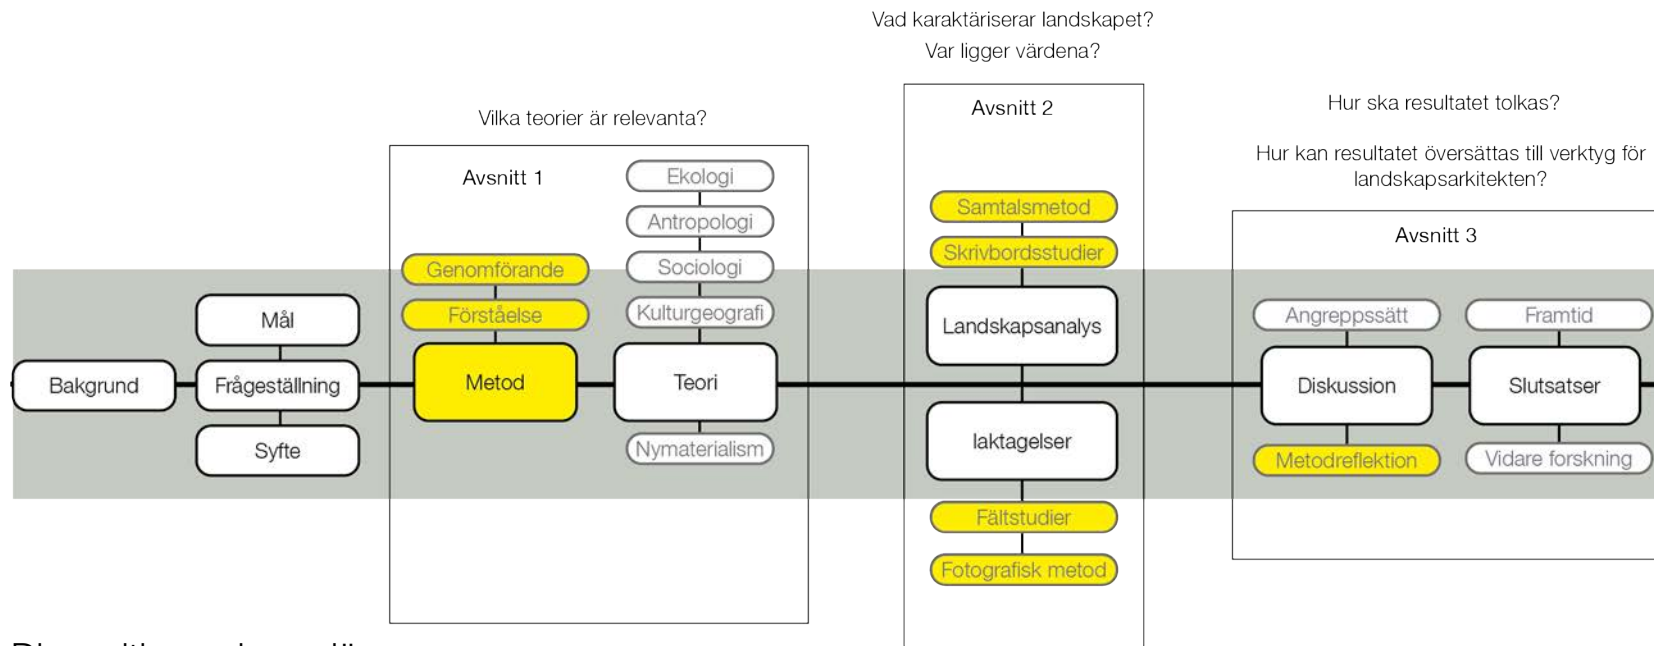 Vad karaktäriserar landskapet?
Var ligger värdena?
Avsnitt 2
Hur ska resultatet tolkas?
Vilka teorier är relevanta?
Hur kan resultatet översättas till verktyg för
landskapsarkitekten?
Avsnitt 1
Ekologi
Antropologi
Sociologi
Kulturgeografi
Genomförande
Förståelse
Samtalsmetod
Skrivbordsstudier
Avsnitt 3
Mål
Bakgrund
Frågeställning
Syfte
Metod
Teori
Nymaterialism
Landskapsanalys
Iaktagelser
Fältstudier
Fotografisk metod
Angreppssätt
Diskussion
Metodreflektion
Framtid
Slutsatser
Vidare forskning